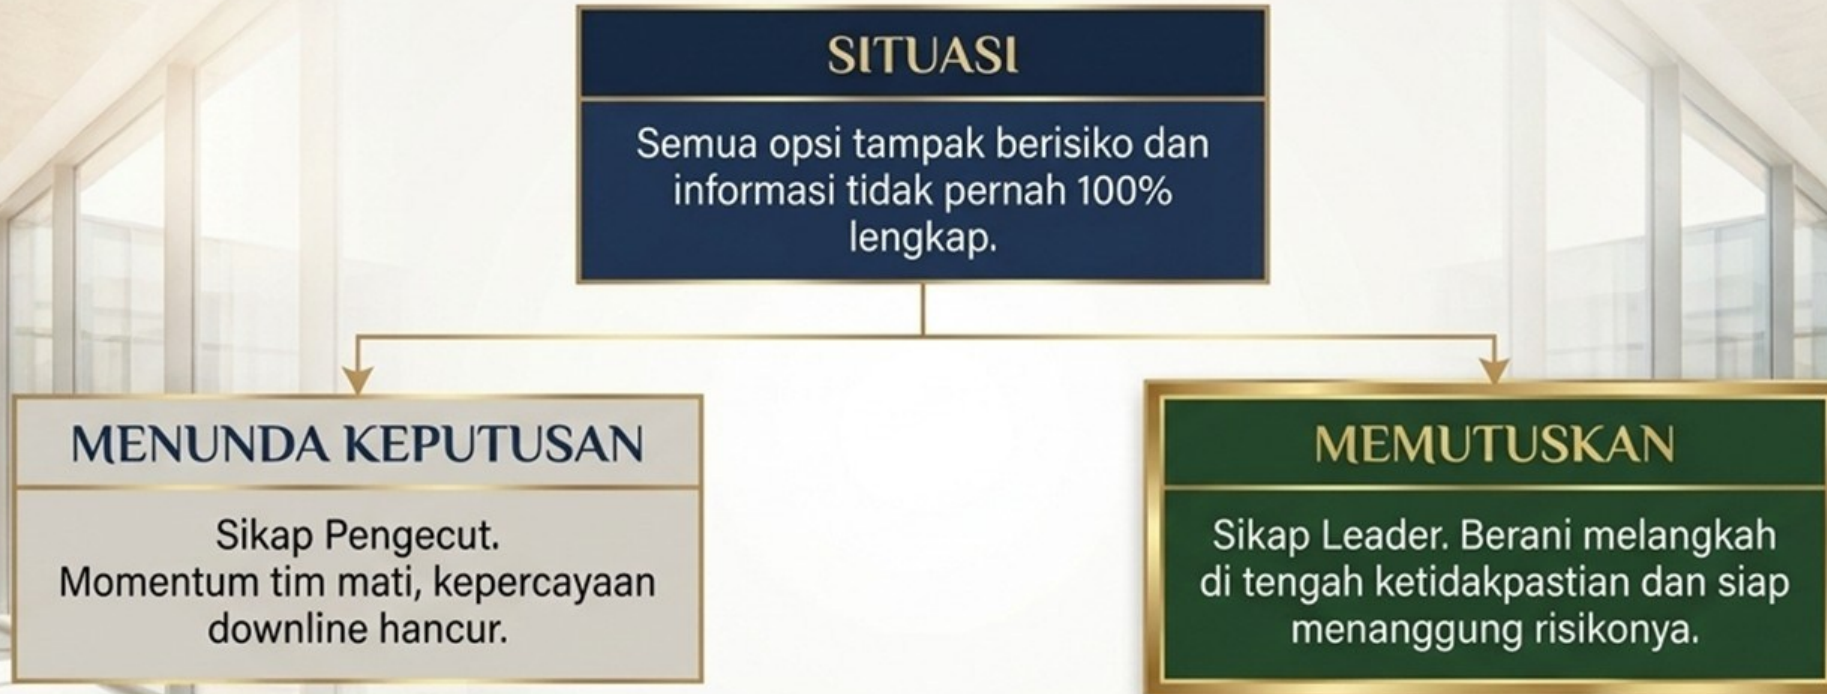 SITUASI
Semua opsi tampak berisiko dan
informasi tidak pernah 100%
lengkap.
MENUNDA KEPUTUSAN
Sikap Pengecut.
Momentum tim mati, kepercayaan
downline hancur.
MEMUTUSKAN
Sikap Leader. Berani melangkah
di tengah ketidakpastian dan siap
menanggung risikonya.